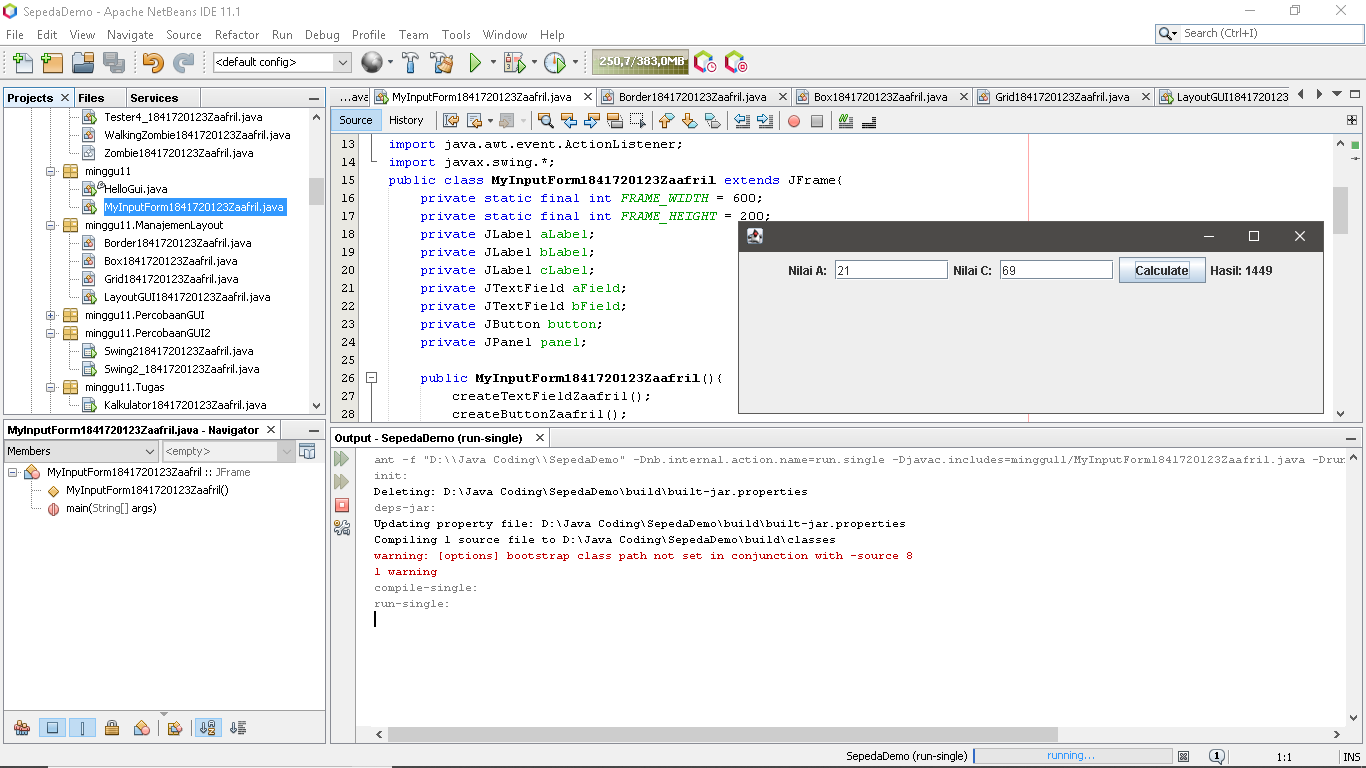 SepedaDemo - Apache NetBeans IDE 11.1
File Edit View Navigate Source Refactor Run Debug Profile Team Tools Window Help
Search (Ctrl+I)
<default config>
250,7/383,0MB
Projects Files Services
Tester4_1841720123Zaafril.java
WalkingZombie1841720123Zaafril.java
Zombie1841720123Zaafril.java
minggu11
HelloGui.java
MyInputForm1841720123Zaafril.java
minggu11.ManajemenLayout
Border1841720123Zaafril.java
Box1841720123Zaafril.java
Grid1841720123Zaafril.java
LayoutGUI1841720123Zaafril.java
minggu11.PercobaanGUI
minggu11.PercobaanGUI2
Swing21841720123Zaafril.java
Swing2_1841720123Zaafril.java
minggu11.Tugas
Kalkulator1841720123Zaafril.java
...ava MyInputForm1841720123Zaafril.java Border1841720123Zaafril.java Box1841720123Zaafril.java Grid1841720123Zaafril.java LayoutGUI1841720123
Source History
13 import java.awt.event.ActionListener;
14 import javax.swing.*;
15 public class MyInputForm1841720123Zaafril extends JFrame{
16 private static final int FRAME_WIDTH = 600;
17 private static final int FRAME_HEIGHT = 200;
18 private JLabel aLabel;
19 private JLabel bLabel;
20 private JLabel cLabel;
21 private JTextField aField;
22 private JTextField bField;
23 private JButton button;
24 private JPanel panel;
25
26 public MyInputForm1841720123Zaafril(){
27 createTextFieldZaafril();
28 createButtonZaafril();
Nilai A: 21 Nilai C: 69 Calculate Hasil: 1449
MyInputForm1841720123Zaafril.java - Navigator
Members <empty>
MyInputForm1841720123Zaafril :: JFrame
MyInputForm1841720123Zaafril()
main(String[] args)
Output - SepedaDemo (run-single)
ant -f "D:\\Java Coding\\SepedaDemo" -Dnb.internal.action.name=run.single -Djavac.includes=minggu11/MyInputForm1841720123Zaafril.java -Drun
init:
Deleting: D:\Java Coding\SepedaDemo\build\built-jar.properties
deps-jar:
Updating property file: D:\Java Coding\SepedaDemo\build\built-jar.properties
Compiling 1 source file to D:\Java Coding\SepedaDemo\build\classes
warning: [options] bootstrap class path not set in conjunction with -source 8
1 warning
compile-single:
run-single:
SepedaDemo (run-single) running... 1 1:1 INS